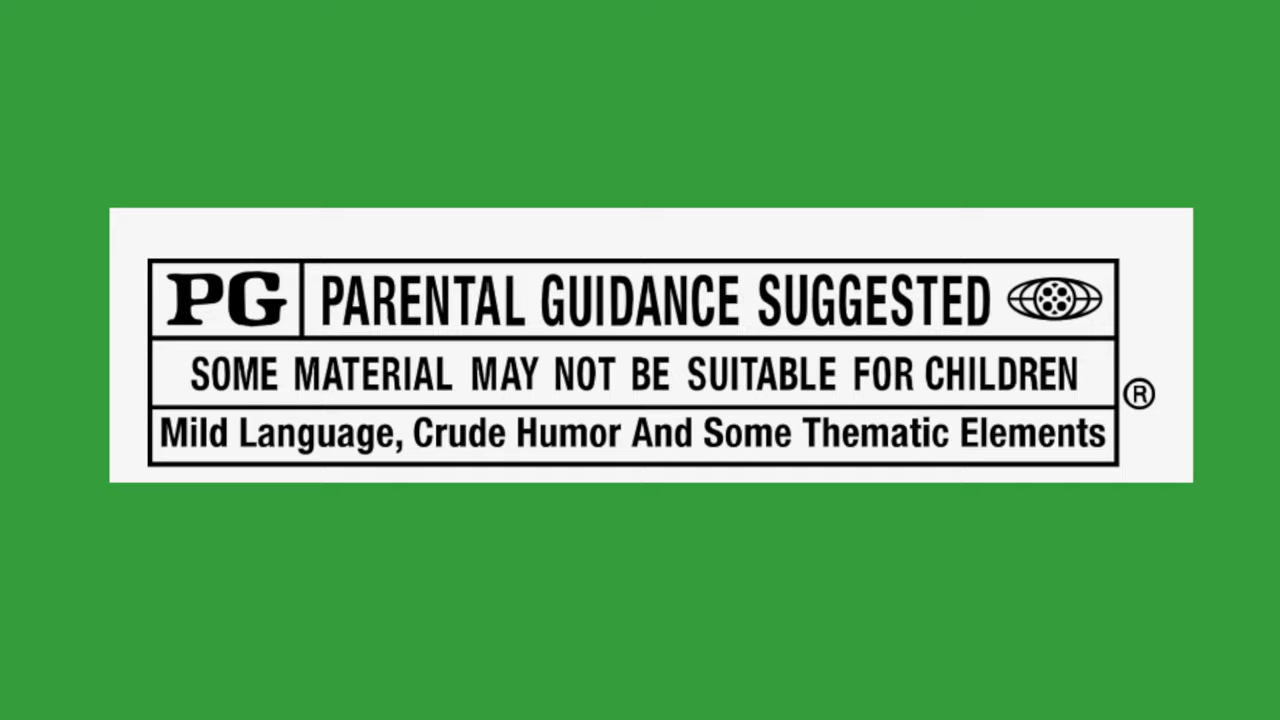 PG PARENTAL GUIDANCE SUGGESTED
SOME MATERIAL MAY NOT BE SUITABLE FOR CHILDREN
®
Mild Language, Crude Humor And Some Thematic Elements